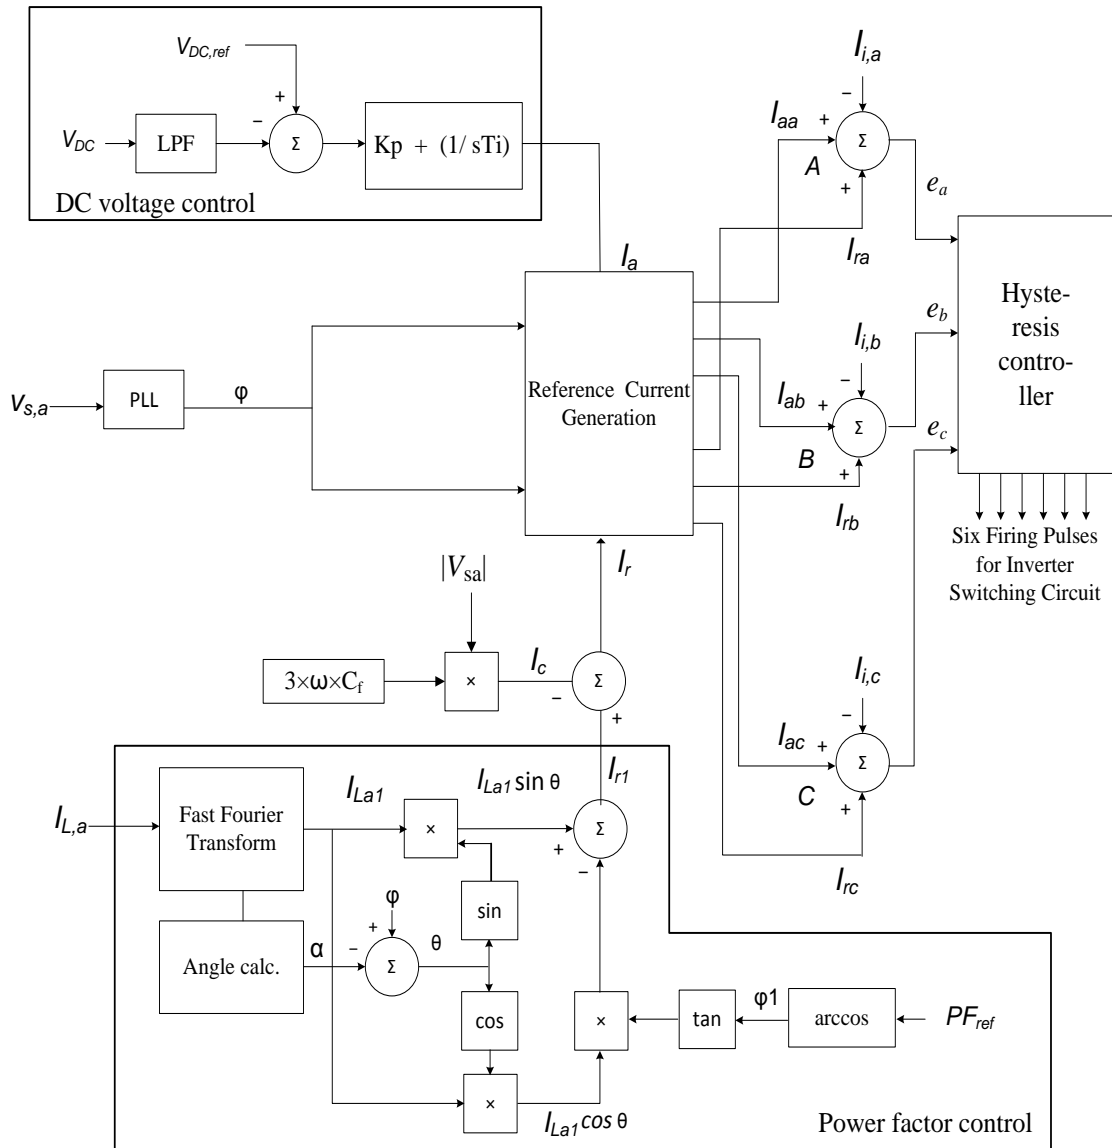 V_DC,ref
+
−
V_DC
LPF
Σ
Kp + (1/ sTi)
DC voltage control
I_i,a
−
I_aa
+
A
Σ
+
e_a
I_ra
I_a
v_s,a
PLL
φ
Reference Current
Generation
Hyste-
resis
contro-
ller
e_b
e_c
I_i,b
−
I_ab
+
Σ
B
+
I_rb
Six Firing Pulses
for Inverter
Switching Circuit
I_r
|V_sa|
3×ω×C_f
×
I_c
−
Σ
+
I_i,c
−
I_ac
+
Σ
C
+
I_rc
I_L,a
Fast Fourier
Transform
I_La1
×
I_La1 sin θ
I_r1
+
Σ
−
φ
+
sin
Angle calc.
α
−
Σ
θ
cos
×
I_La1 cos θ
×
tan
φ1
arccos
PF_ref
Power factor control